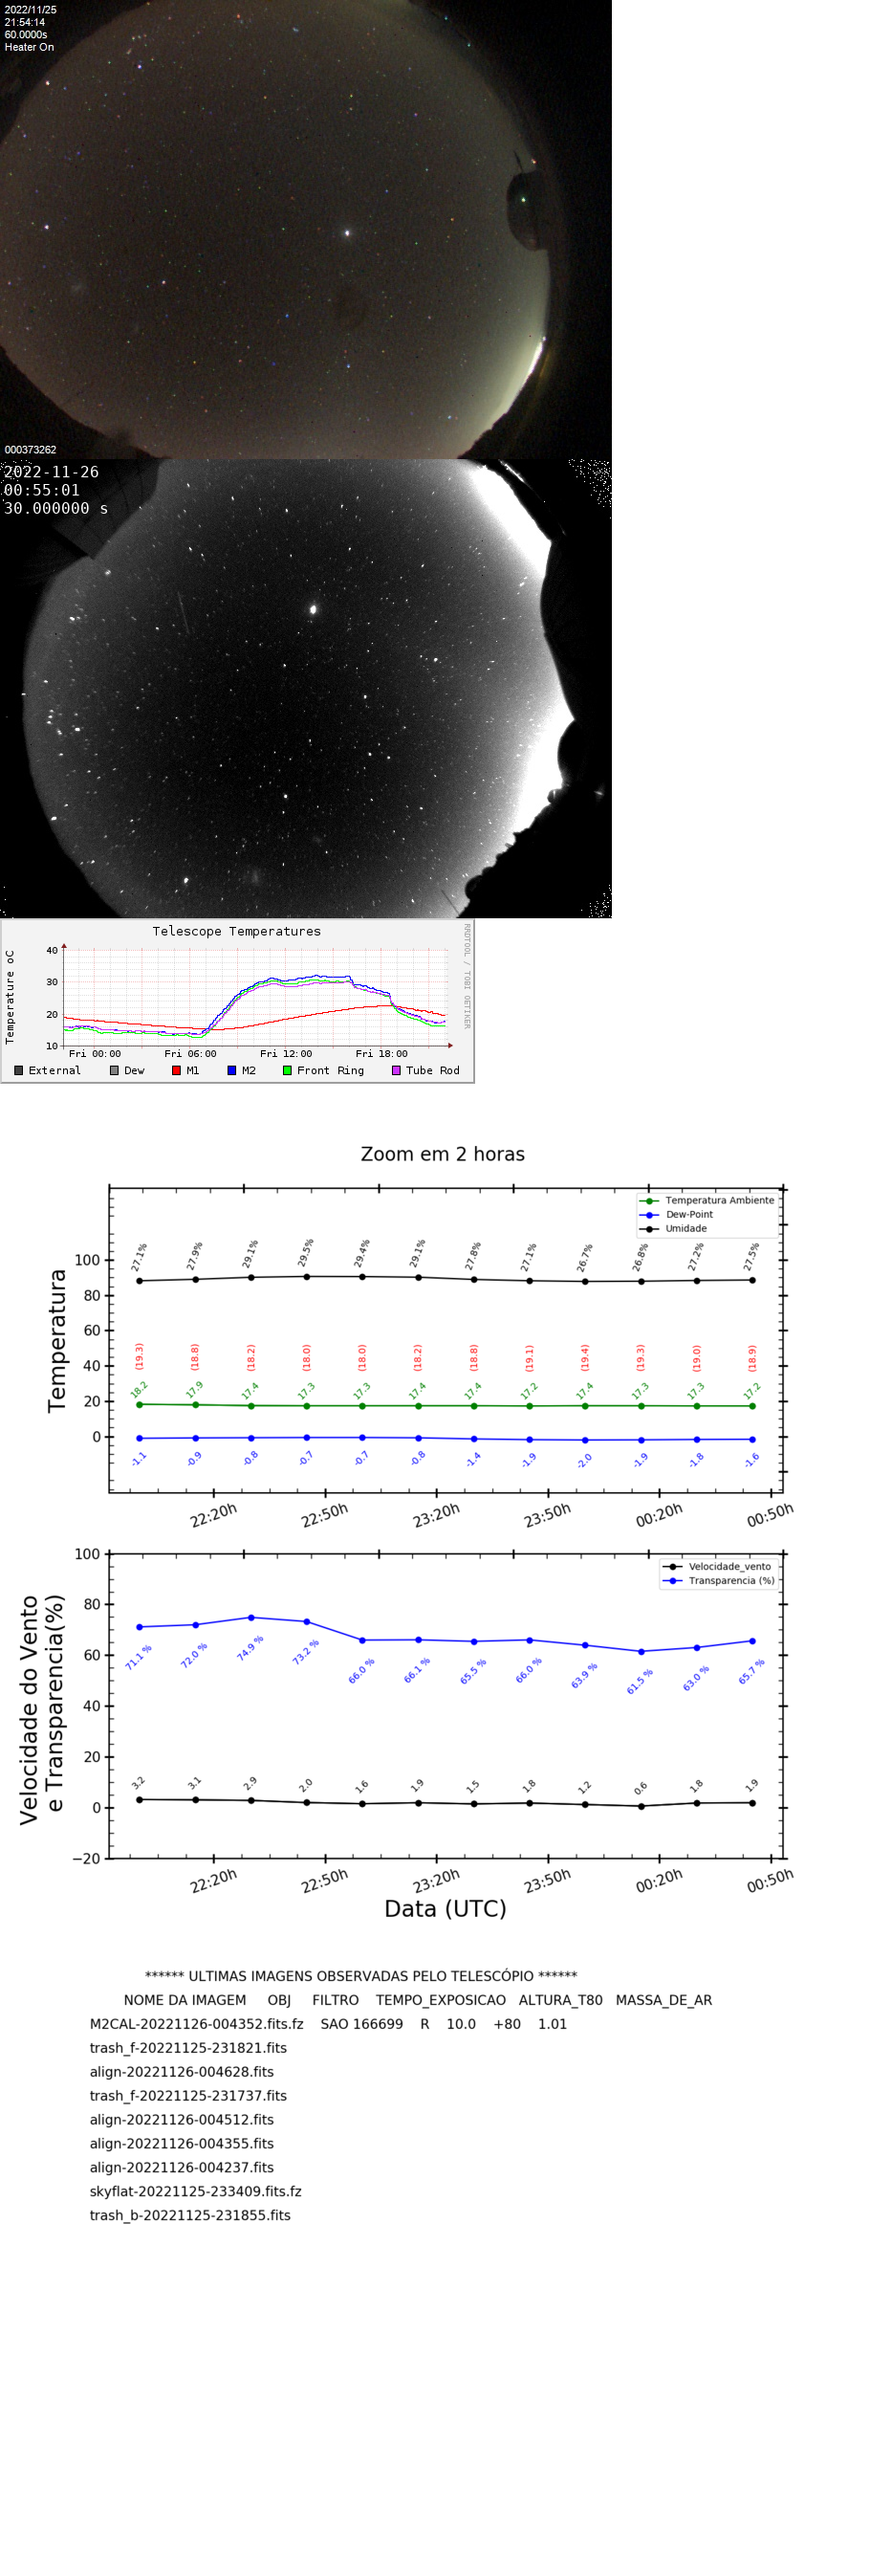 2022/11/25
21:54:14
60.0000s
Heater On
000373262
2022-11-26
00:55:01
30.000000 s
Telescope Temperatures
RRDTOOL / TOBI OETIKER
Temperature oC
40
30
20
10
Fri 00:00 Fri 06:00 Fri 12:00 Fri 18:00
External Dew M1 M2 Front Ring Tube Rod
Zoom em 2 horas
Temperatura Ambiente
Dew-Point
Umidade
Temperatura
100
80
60
40
20
0
27.1% 27.9% 29.1% 29.5% 29.4% 29.1% 27.8% 27.1% 26.7% 26.8% 27.2% 27.5%
(19.3) (18.8) (18.2) (18.0) (18.0) (18.2) (18.8) (19.1) (19.4) (19.3) (19.0) (18.9)
18.2 17.9 17.4 17.3 17.3 17.4 17.4 17.2 17.4 17.3 17.3 17.2
-1.1 -0.9 -0.8 -0.7 -0.7 -0.8 -1.4 -1.9 -2.0 -1.9 -1.8 -1.6
22:20h 22:50h 23:20h 23:50h 00:20h 00:50h
Velocidade_vento
Transparencia (%)
Velocidade do Vento
e Transparencia(%)
100
80
60
40
20
0
−20
71.1 % 72.0 % 74.9 % 73.2 % 66.0 % 66.1 % 65.5 % 66.0 % 63.9 % 61.5 % 63.0 % 65.7 %
3.2 3.1 2.9 2.0 1.6 1.9 1.5 1.8 1.2 0.6 1.8 1.9
22:20h 22:50h 23:20h 23:50h 00:20h 00:50h
Data (UTC)
****** ULTIMAS IMAGENS OBSERVADAS PELO TELESCÓPIO ******
NOME DA IMAGEM OBJ FILTRO TEMPO_EXPOSICAO ALTURA_T80 MASSA_DE_AR
M2CAL-20221126-004352.fits.fz SAO 166699 R 10.0 +80 1.01
trash_f-20221125-231821.fits
align-20221126-004628.fits
trash_f-20221125-231737.fits
align-20221126-004512.fits
align-20221126-004355.fits
align-20221126-004237.fits
skyflat-20221125-233409.fits.fz
trash_b-20221125-231855.fits